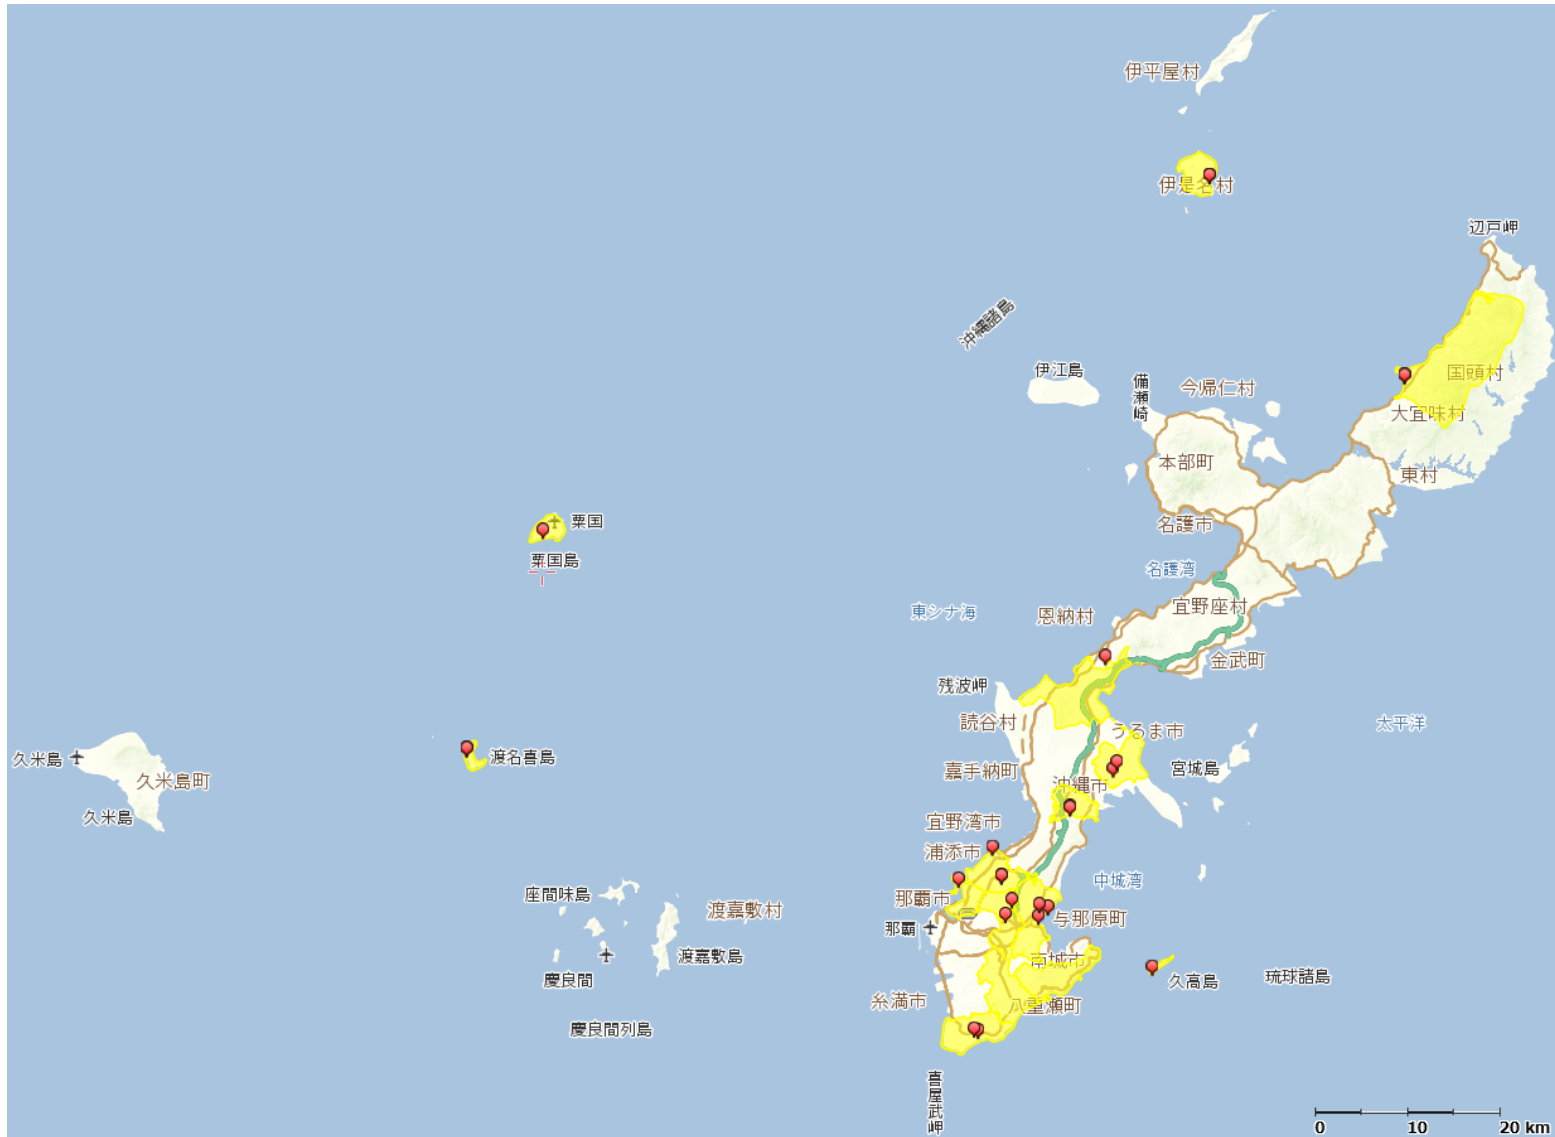 伊平屋村
伊是名村
辺戸岬
沖縄諸島
伊江島
備瀬崎
今帰仁村
国頭村
大宜味村
本部町
東村
粟国
名護市
粟国島
名護湾
東シナ海
恩納村
宜野座村
金武町
残波岬
読谷村
うるま市
太平洋
久米島
渡名喜島
久米島町
嘉手納町
宮城島
沖縄市
久米島
宜野湾市
浦添市
中城湾
座間味島
那覇市
渡嘉敷村
与那原町
那覇
渡嘉敷島
南城市
慶良間
久高島
琉球諸島
糸満市
八重瀬町
慶良間列島
喜屋武岬
0 10 20 km